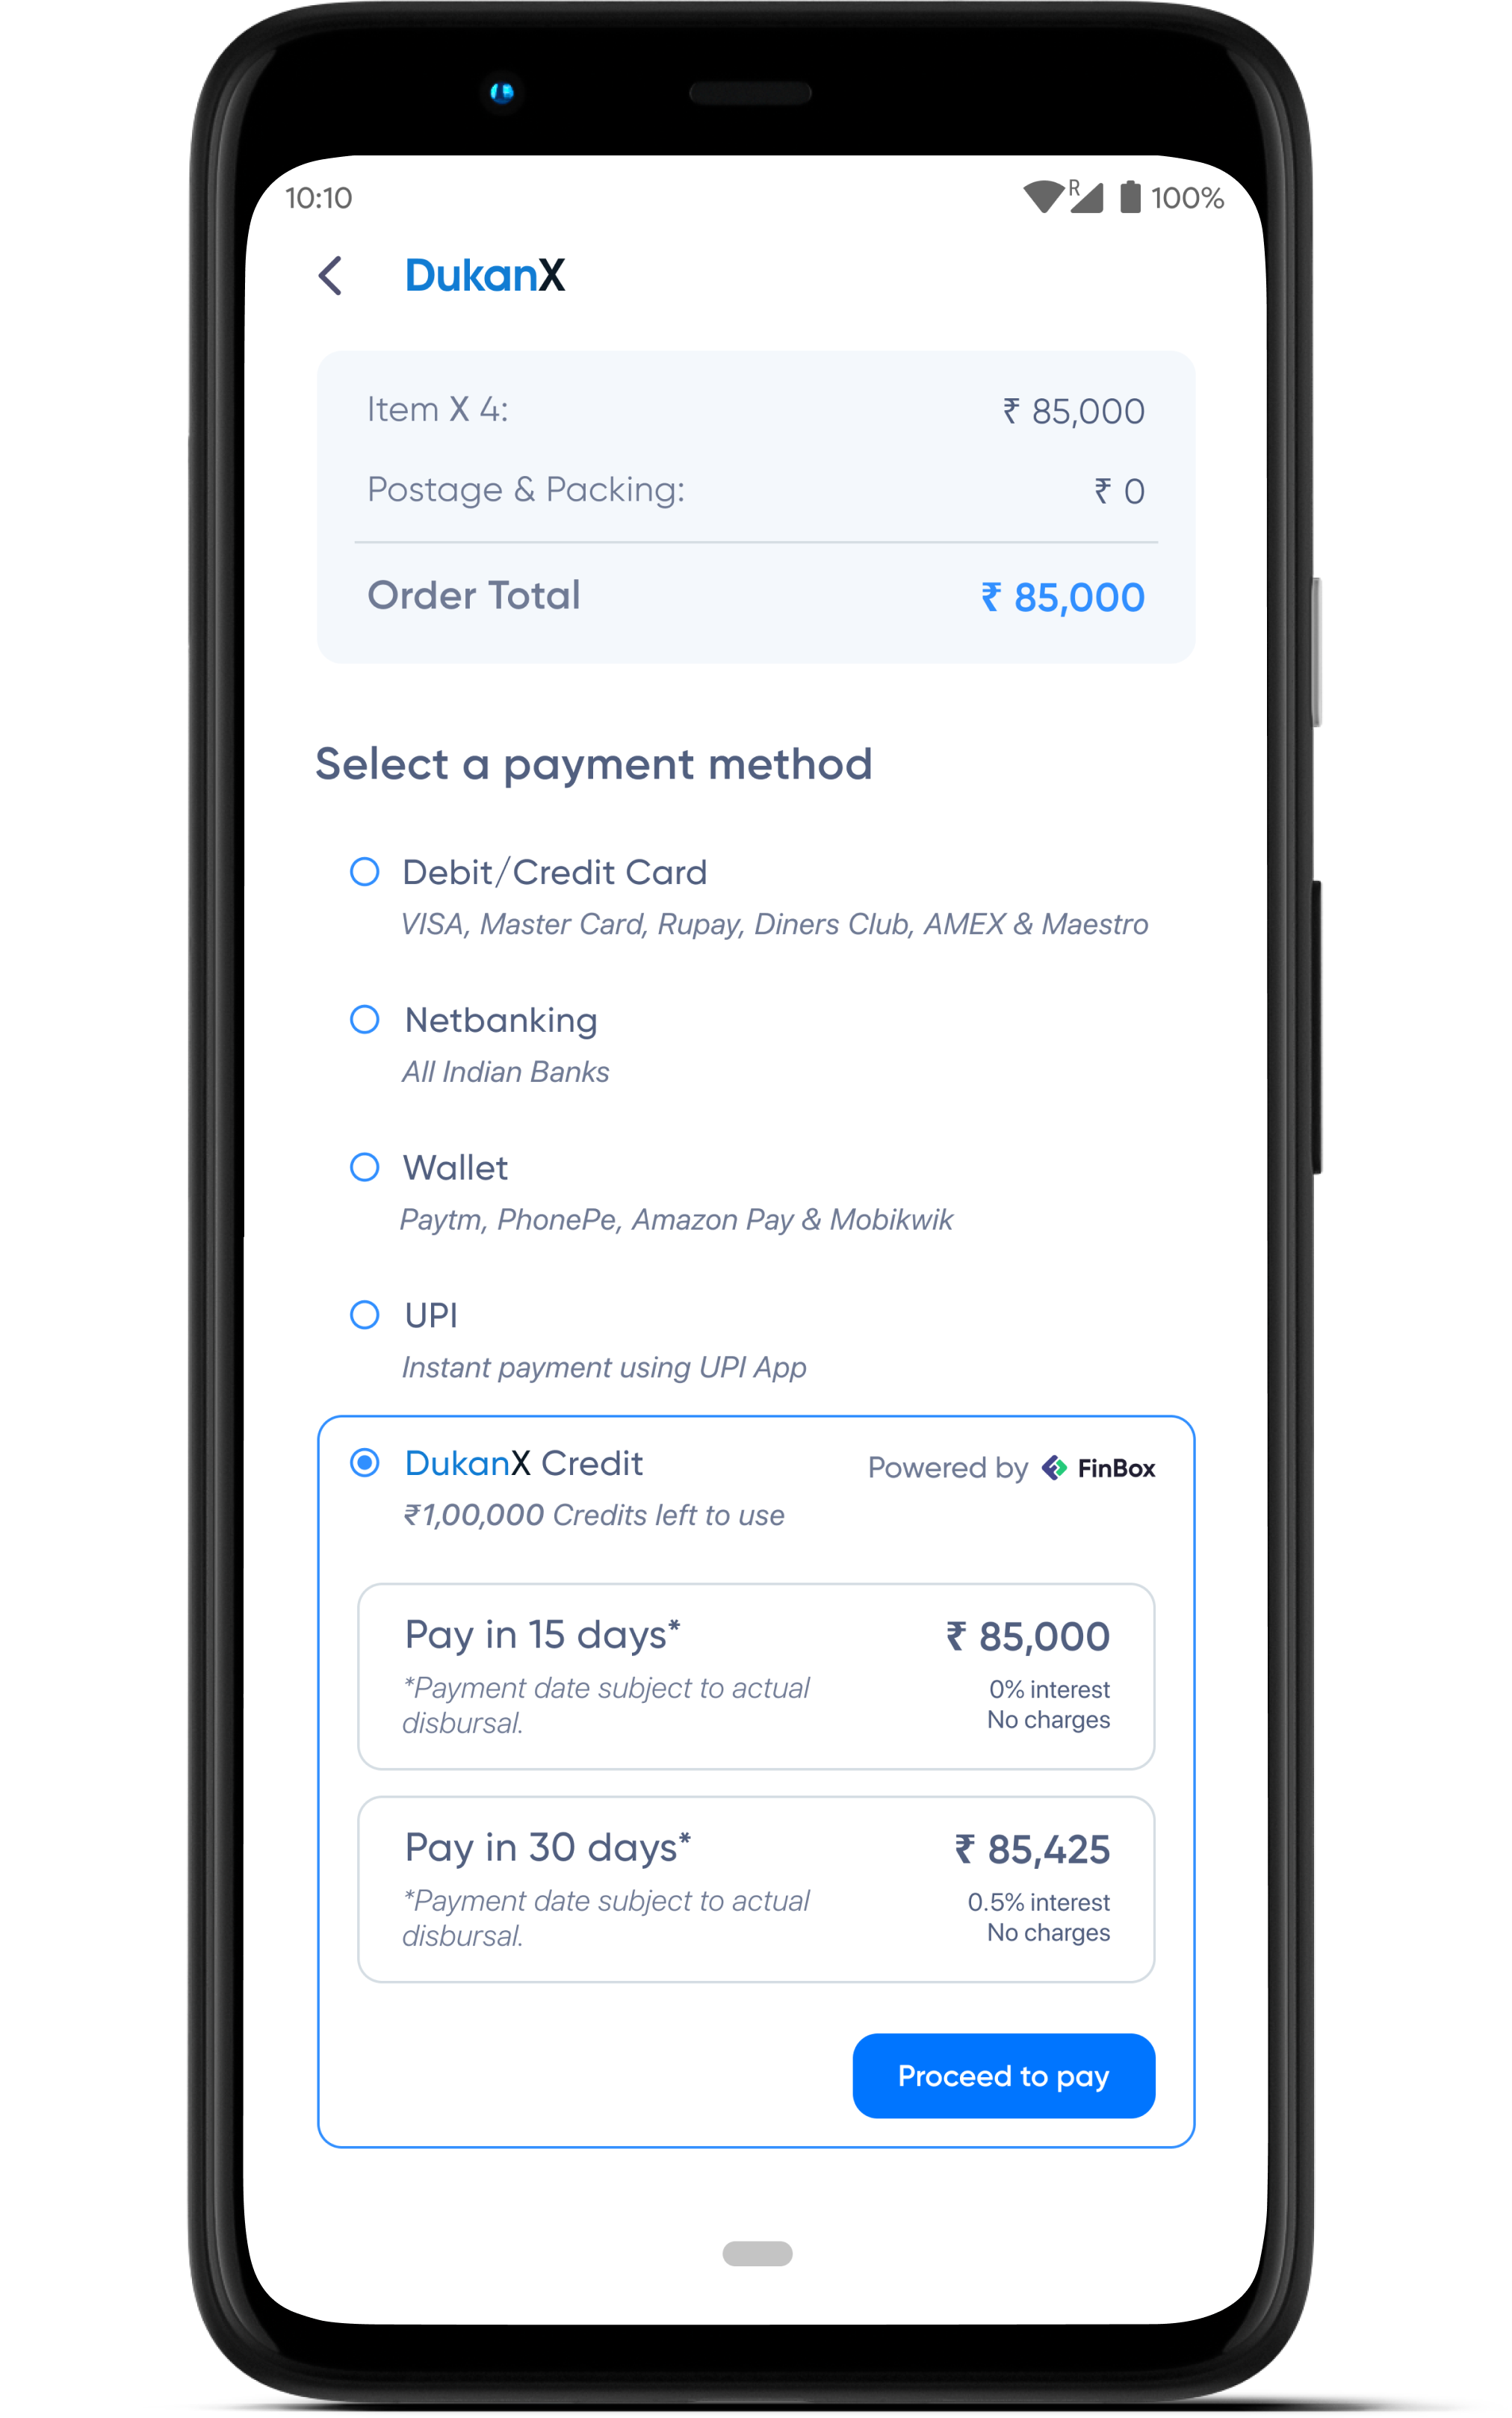 10:10
R
100%
DukanX
Item X 4:
₹ 85,000
Postage & Packing:
₹ 0
Order Total
₹ 85,000
Select a payment method
Debit/Credit Card
VISA, Master Card, Rupay, Diners Club, AMEX & Maestro
Netbanking
All Indian Banks
Wallet
Paytm, PhonePe, Amazon Pay & Mobikwik
UPI
Instant payment using UPI App
DukanX Credit
Powered by FinBox
₹1,00,000 Credits left to use
Pay in 15 days*
₹ 85,000
*Payment date subject to actual
disbursal.
0% interest
No charges
Pay in 30 days*
₹ 85,425
*Payment date subject to actual
disbursal.
0.5% interest
No charges
Proceed to pay